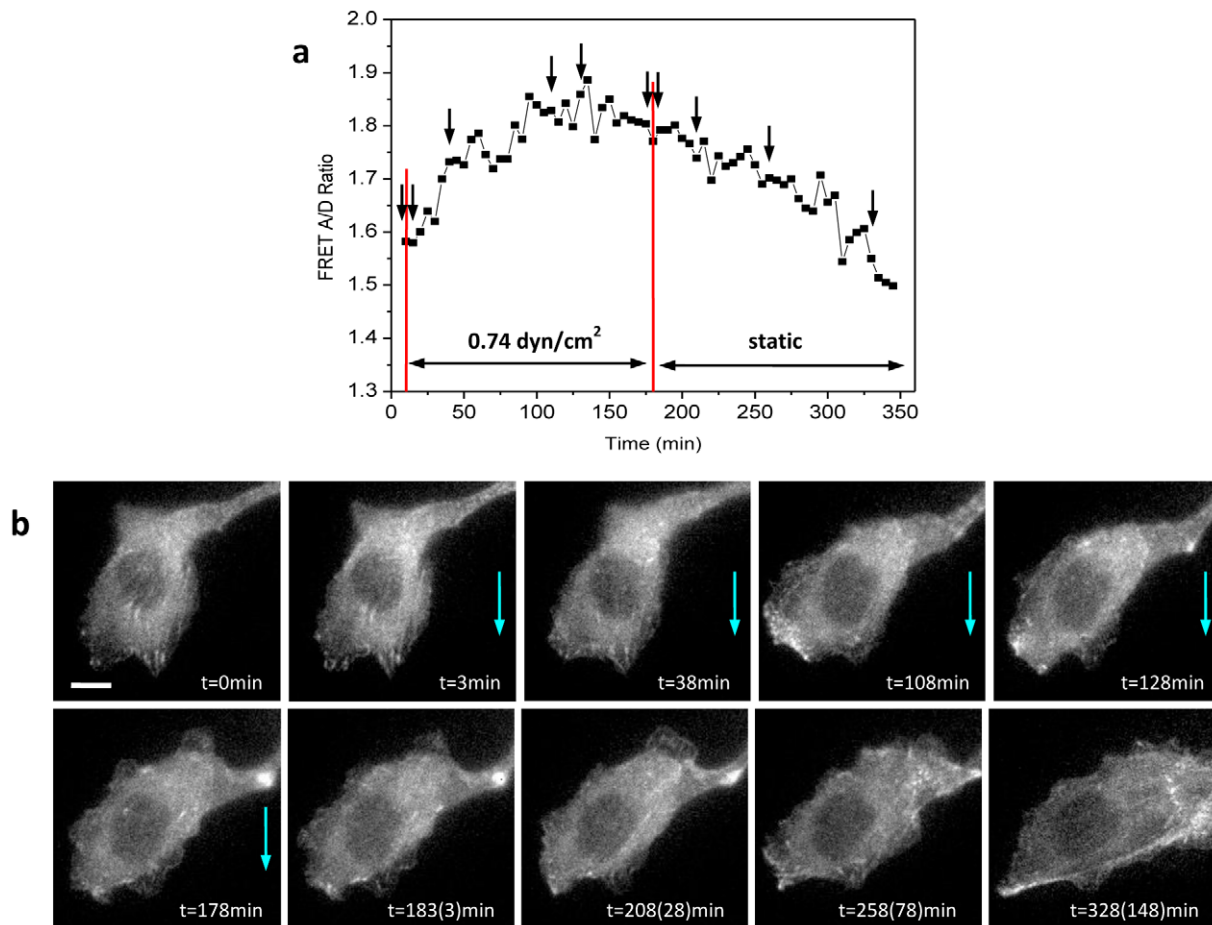 a
2.0
1.9
1.8
1.7
1.6
1.5
1.4
1.3
FRET A/D Ratio
0.74 dyn/cm²
static
0 50 100 150 200 250 300 350
Time (min)
b
t=0min
t=3min
t=38min
t=108min
t=128min
t=178min
t=183(3)min
t=208(28)min
t=258(78)min
t=328(148)min